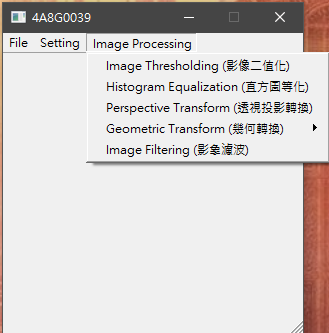 4A8G0039
File Setting Image Processing
Image Thresholding (影像二值化)
Histogram Equalization (直方圖等化)
Perspective Transform (透視投影轉換)
Geometric Transform (幾何轉換)
Image Filtering (影像濾波)